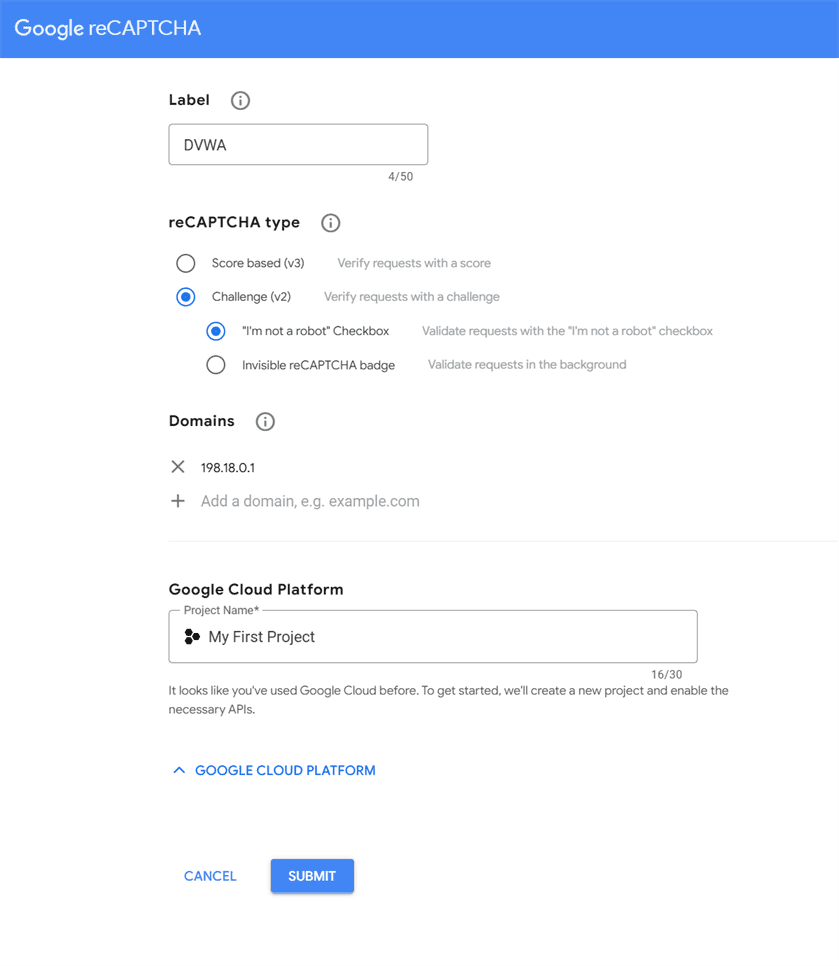 Google reCAPTCHA
Label
DVWA
4/50
reCAPTCHA type
Score based (v3) Verify requests with a score
Challenge (v2) Verify requests with a challenge
"I'm not a robot" Checkbox Validate requests with the "I'm not a robot" checkbox
Invisible reCAPTCHA badge Validate requests in the background
Domains
198.18.0.1
Add a domain, e.g. example.com
Google Cloud Platform
Project Name*
My First Project
16/30
It looks like you've used Google Cloud before. To get started, we'll create a new project and enable the
necessary APIs.
GOOGLE CLOUD PLATFORM
CANCEL SUBMIT